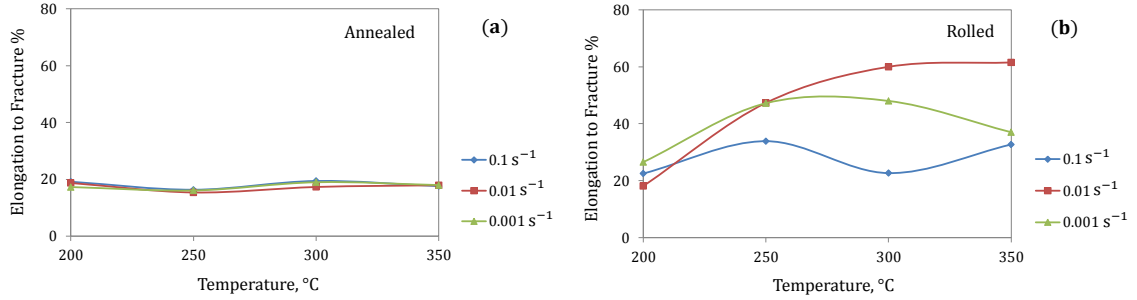 (a)
Annealed
Elongation to Fracture %
80
60
40
20
0
200 250 300 350
Temperature, °C
0.1 s⁻¹
0.01 s⁻¹
0.001 s⁻¹
(b)
Rolled
Elongation to Fracture %
80
60
40
20
0
200 250 300 350
Temperature, °C
0.1 s⁻¹
0.01 s⁻¹
0.001 s⁻¹